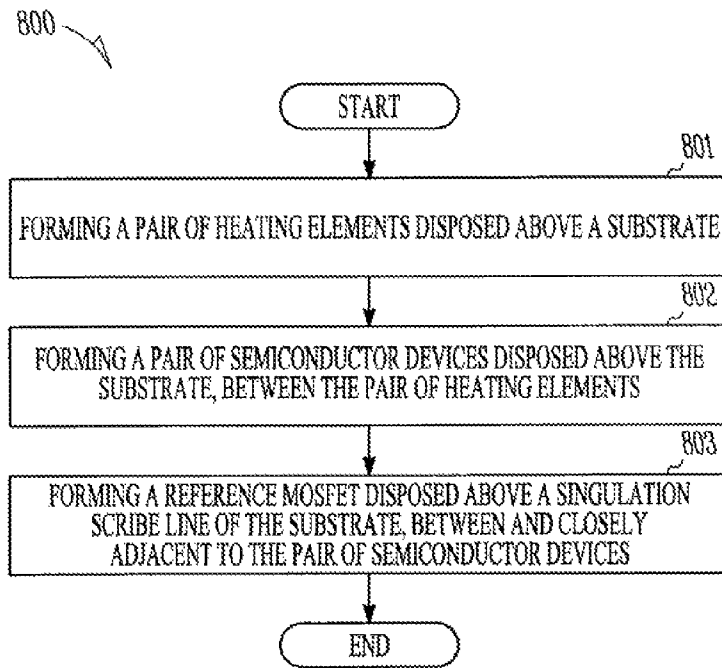 800
START
801
FORMING A PAIR OF HEATING ELEMENTS DISPOSED ABOVE A SUBSTRATE
802
FORMING A PAIR OF SEMICONDUCTOR DEVICES DISPOSED ABOVE THE
SUBSTRATE, BETWEEN THE PAIR OF HEATING ELEMENTS
803
FORMING A REFERENCE MOSFET DISPOSED ABOVE A SINGULATION
SCRIBE LINE OF THE SUBSTRATE, BETWEEN AND CLOSELY
ADJACENT TO THE PAIR OF SEMICONDUCTOR DEVICES
END